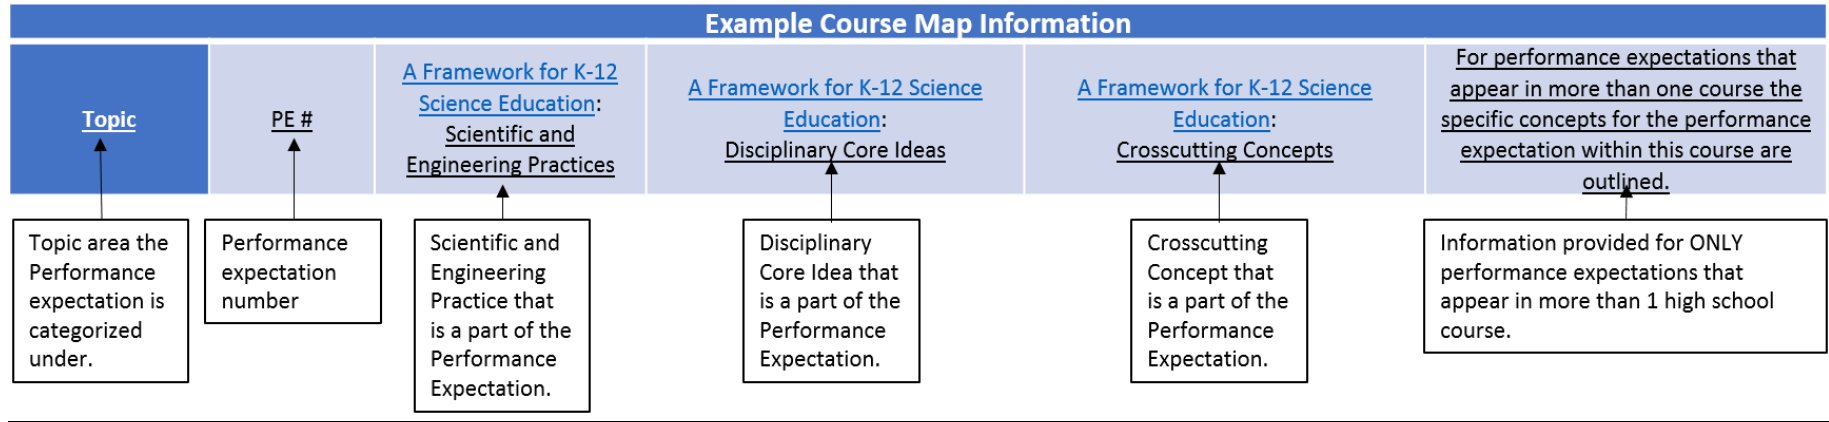 Example Course Map Information
Topic
PE #
A Framework for K-12
Science Education:
Scientific and
Engineering Practices
A Framework for K-12 Science
Education:
Disciplinary Core Ideas
A Framework for K-12 Science
Education:
Crosscutting Concepts
For performance expectations that
appear in more than one course the
specific concepts for the performance
expectation within this course are
outlined.
Topic area the
Performance
expectation is
categorized
under.
Performance
expectation
number
Scientific and
Engineering
Practice that
is a part of the
Performance
Expectation.
Disciplinary
Core Idea that
is a part of the
Performance
Expectation.
Crosscutting
Concept that
is a part of the
Performance
Expectation.
Information provided for ONLY
performance expectations that
appear in more than 1 high school
course.